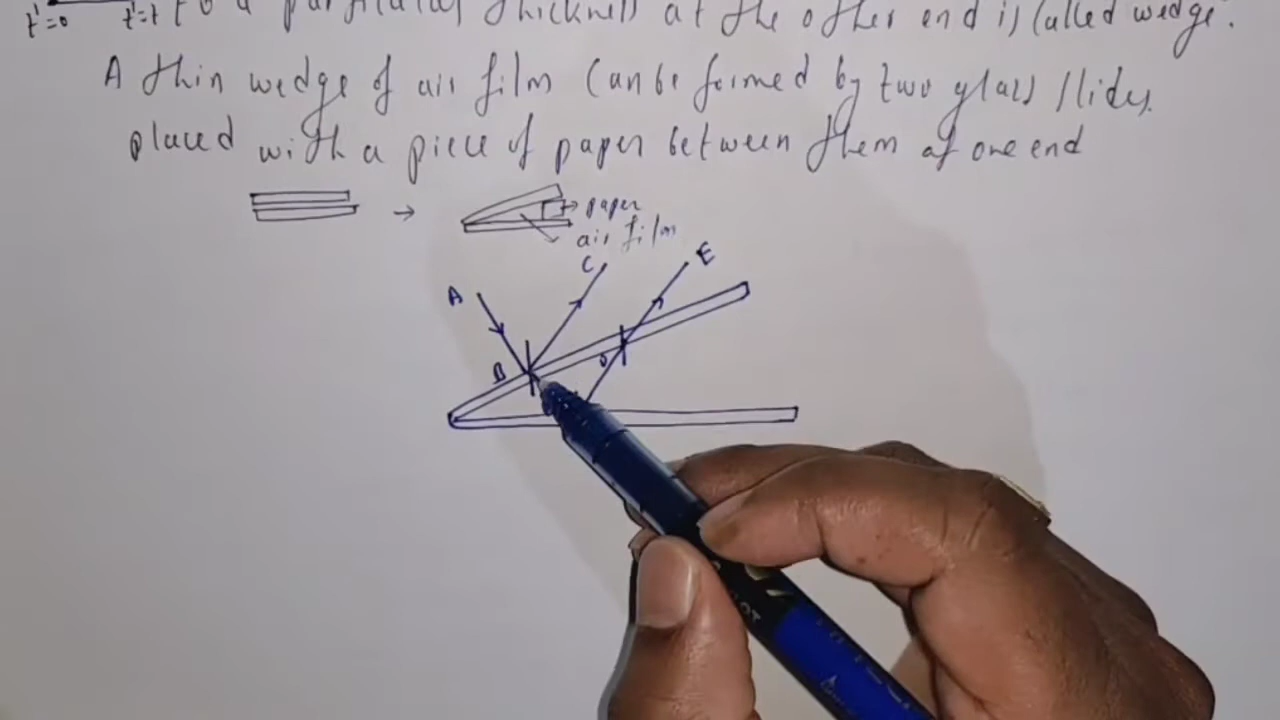 t'=0 t'=t to a particular thickness at the other end is called wedge.
A thin wedge of air film can be formed by two glass slides
placed with a piece of paper between them at one end
→ → paper
air film
C E
A
B D